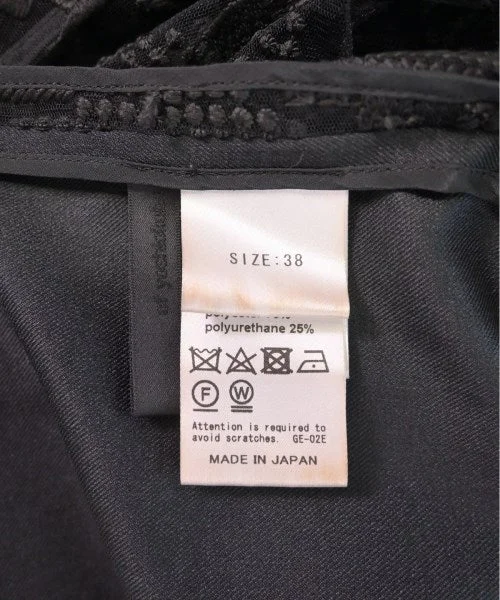 SIZE:38
polyurethane 25%
F W
Attention is required to
avoid scratches. GE-02E
MADE IN JAPAN